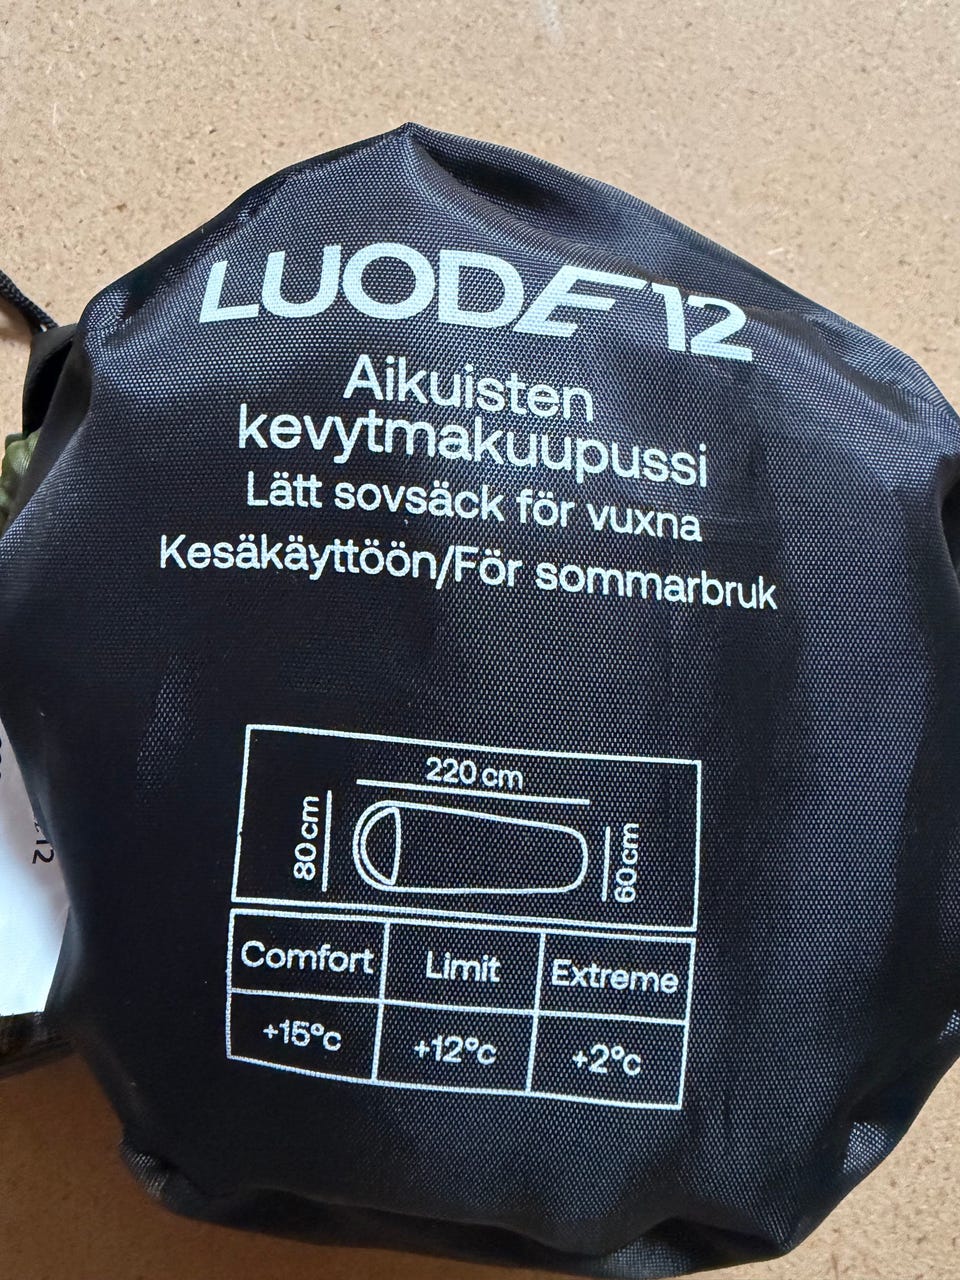 LUODE 12
Aikuisten
kevytmakuupussi
Lätt sovsäck för vuxna
Kesäkäyttöön/För sommarbruk
220 cm
80 cm
60 cm
Comfort Limit Extreme
+15°c +12°c +2°c